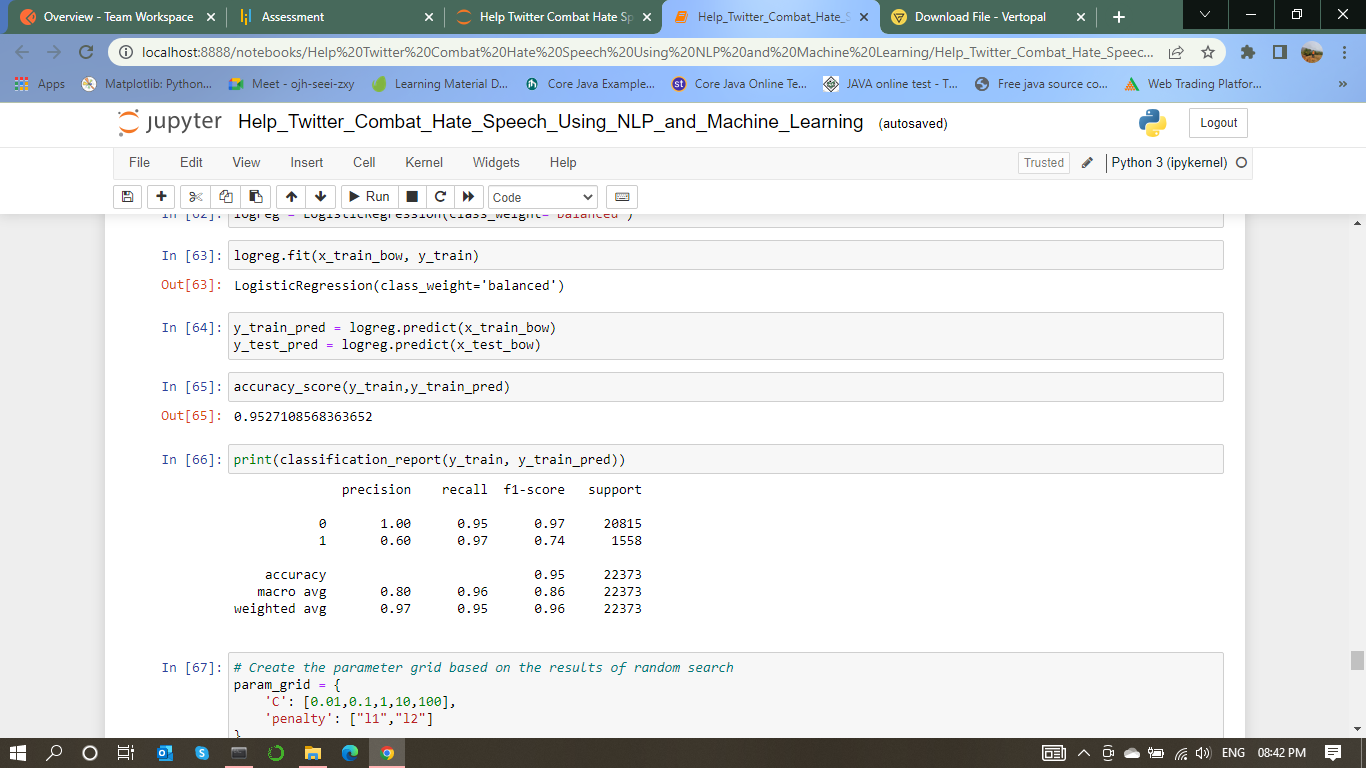 Overview - Team Workspace
Assessment
Help Twitter Combat Hate Sp
Help_Twitter_Combat_Hate_S
Download File - Vertopal
localhost:8888/notebooks/Help%20Twitter%20Combat%20Hate%20Speech%20Using%20NLP%20and%20Machine%20Learning/Help_Twitter_Combat_Hate_Speec...
Apps
Matplotlib: Python...
Meet - ojh-seei-zxy
Learning Material D...
Core Java Example...
st
Core Java Online Te...
JAVA online test - T...
Free java source co...
Web Trading Platfor...
»
jupyter Help_Twitter_Combat_Hate_Speech_Using_NLP_and_Machine_Learning (autosaved)
Logout
File Edit View Insert Cell Kernel Widgets Help
Trusted
Python 3 (ipykernel)
Run
Code
In [62]: logreg = LogisticRegression(class_weight='balanced')
In [63]: logreg.fit(x_train_bow, y_train)
Out[63]: LogisticRegression(class_weight='balanced')
In [64]: y_train_pred = logreg.predict(x_train_bow)
y_test_pred = logreg.predict(x_test_bow)
In [65]: accuracy_score(y_train,y_train_pred)
Out[65]: 0.9527108568363652
In [66]: print(classification_report(y_train, y_train_pred))
precision recall f1-score support
0 1.00 0.95 0.97 20815
1 0.60 0.97 0.74 1558
accuracy 0.95 22373
macro avg 0.80 0.96 0.86 22373
weighted avg 0.97 0.95 0.96 22373
In [67]: # Create the parameter grid based on the results of random search
param_grid = {
'C': [0.01,0.1,1,10,100],
'penalty': ["l1","l2"]
}
ENG 08:42 PM